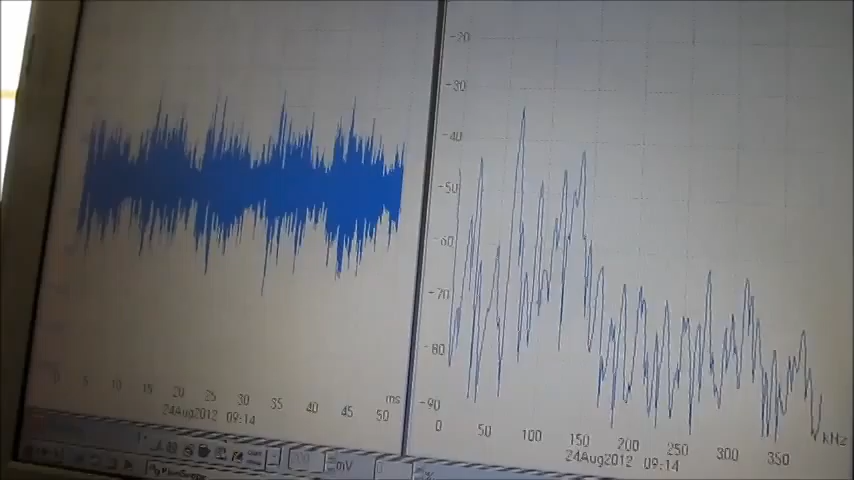 -20
-30
-40
-50
-60
-70
-80
-90
0 5 10 15 20 25 30 35 40 45 50 ms
24Aug2012 09:14
0 50 100 150 200 250 300 350 kHz
24Aug2012 09:14
mV
%